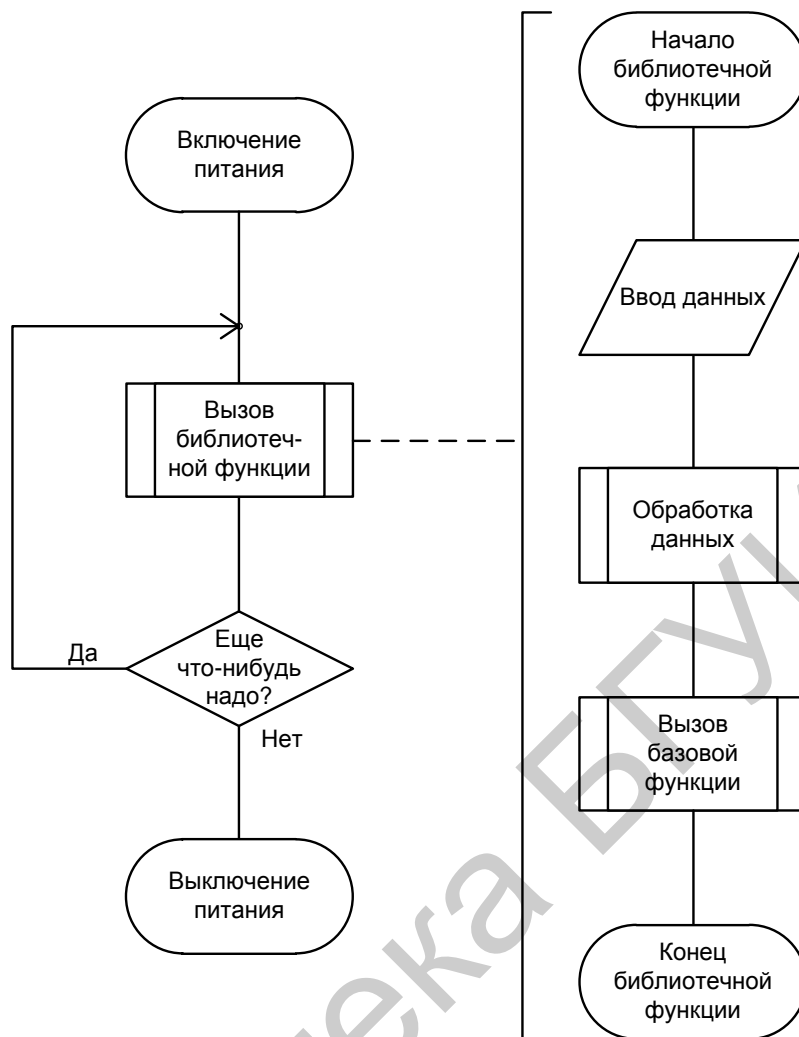 Включение
питания
Вызов
библиотеч-
ной функции
Еще
что-нибудь
надо?
Да
Нет
Выключение
питания
Начало
библиотечной
функции
Ввод данных
Обработка
данных
Вызов
базовой
функции
Конец
библиотечной
функции